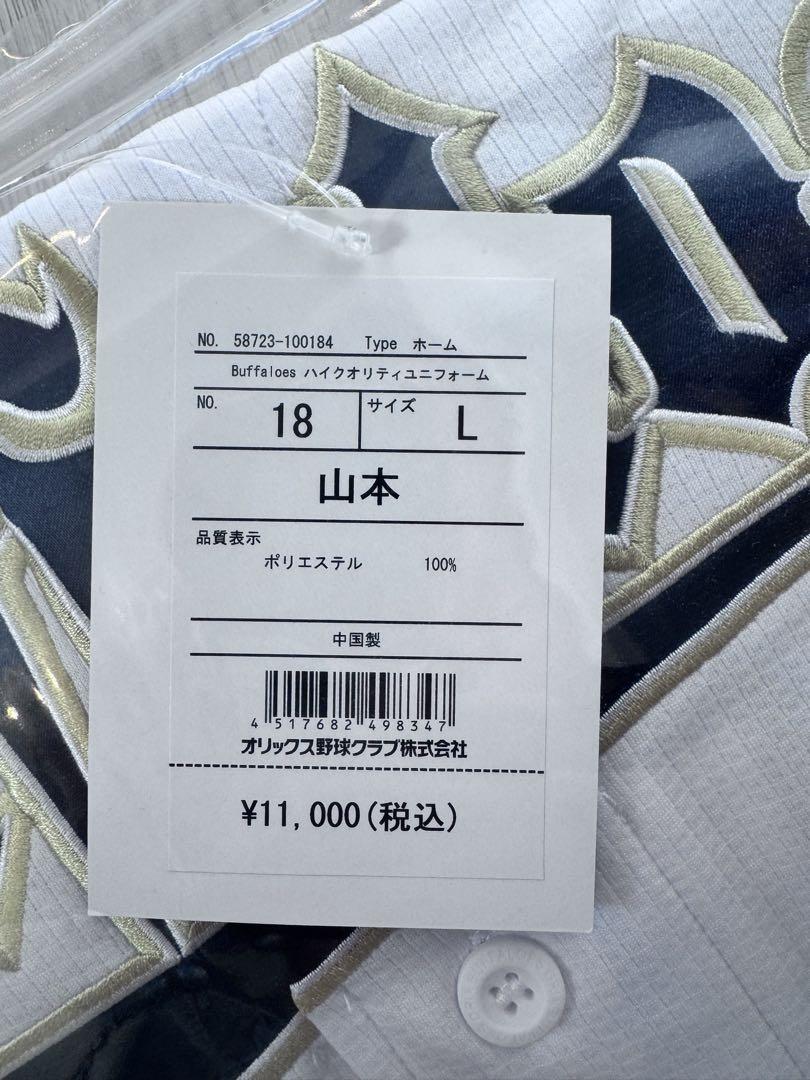 NO. 58723-100184 Type ホーム
Buffaloes ハイクオリティユニフォーム
NO. 18 サイズ L
山本
品質表示
ポリエステル 100%
中国製
4 517682 498347
オリックス野球クラブ株式会社
¥11,000(税込)